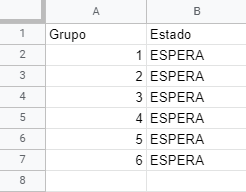 A B
1 Grupo Estado
2 1 ESPERA
3 2 ESPERA
4 3 ESPERA
5 4 ESPERA
6 5 ESPERA
7 6 ESPERA
8